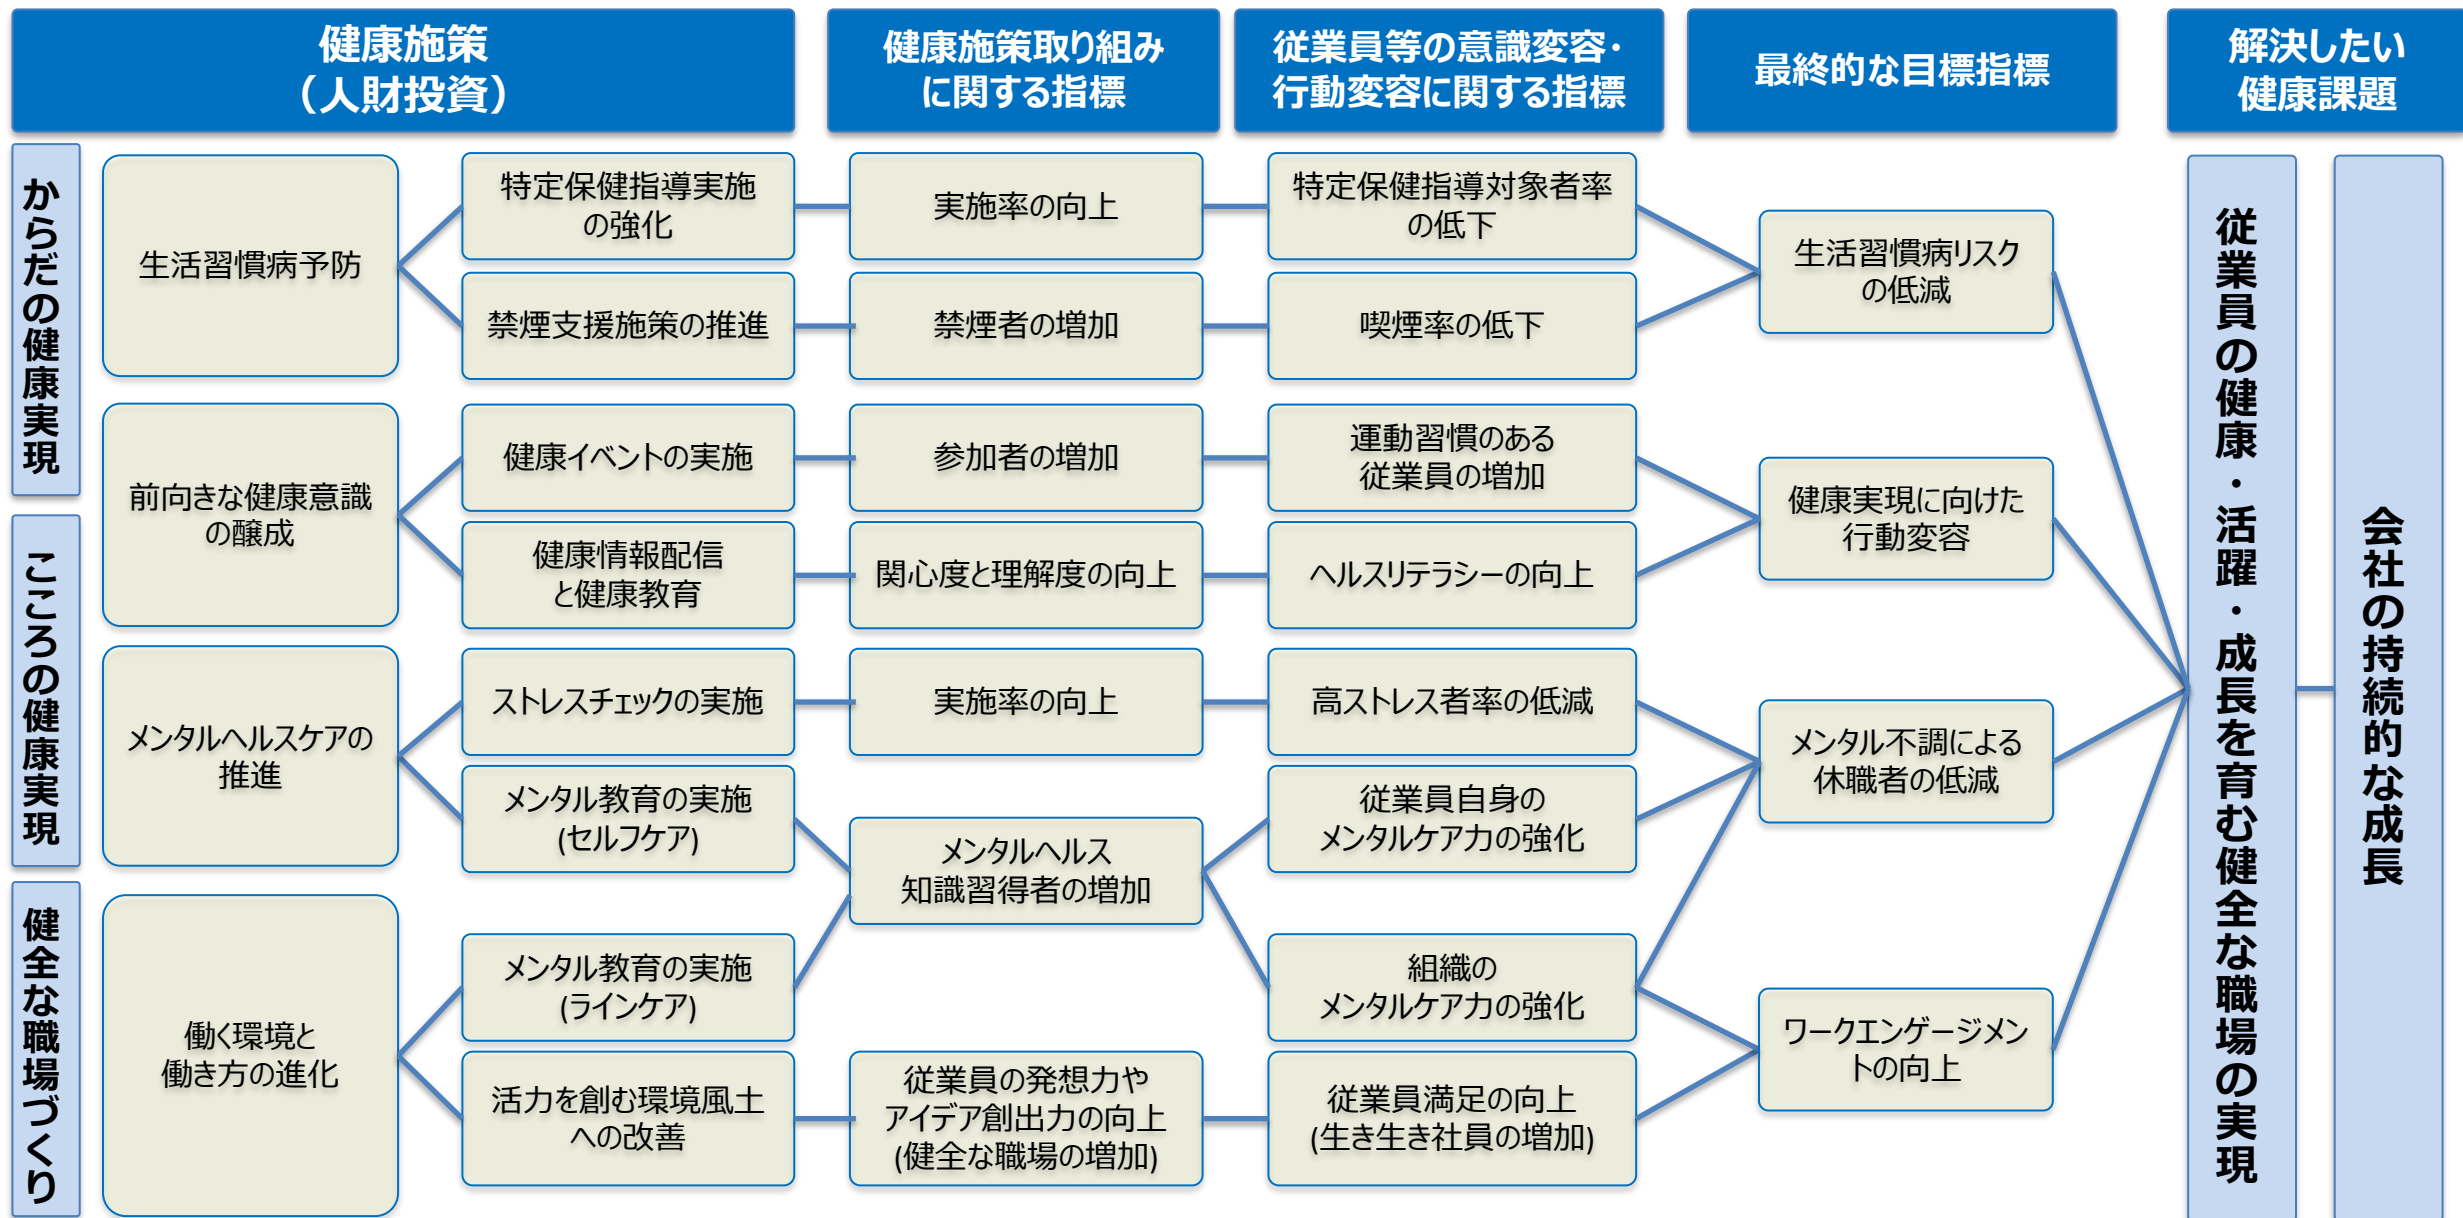 健康施策
（人財投資）
健康施策取り組み
に関する指標
従業員等の意識変容・
行動変容に関する指標
最終的な目標指標
解決したい
健康課題
からだの健康実現
こころの健康実現
健全な職場づくり
生活習慣病予防
前向きな健康意識
の醸成
メンタルヘルスケアの
推進
働く環境と
働き方の進化
特定保健指導実施
の強化
禁煙支援施策の推進
健康イベントの実施
健康情報配信
と健康教育
ストレスチェックの実施
メンタル教育の実施
(セルフケア)
メンタル教育の実施
(ラインケア)
活力を創む環境風土
への改善
実施率の向上
禁煙者の増加
参加者の増加
関心度と理解度の向上
実施率の向上
メンタルヘルス
知識習得者の増加
従業員の発想力や
アイデア創出力の向上
(健全な職場の増加)
特定保健指導対象者率
の低下
喫煙率の低下
運動習慣のある
従業員の増加
ヘルスリテラシーの向上
高ストレス者率の低減
従業員自身の
メンタルケア力の強化
組織の
メンタルケア力の強化
従業員満足の向上
(生き生き社員の増加)
生活習慣病リスク
の低減
健康実現に向けた
行動変容
メンタル不調による
休職者の低減
ワークエンゲージメン
トの向上
従業員の健康・活躍・成長を育む健全な職場の実現
会社の持続的な成長